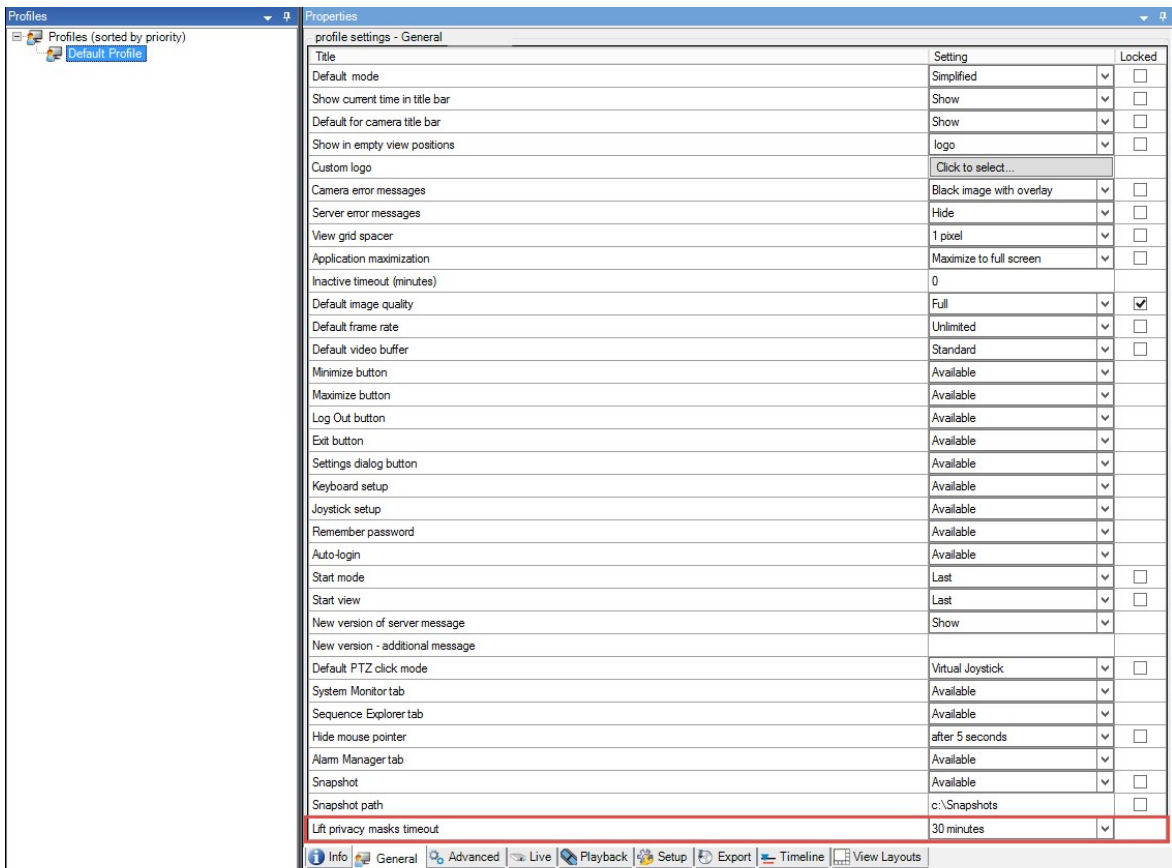 Profiles
Profiles (sorted by priority)
Default Profile
Properties
profile settings - General
Title Setting Locked
Default mode Simplified
Show current time in title bar Show
Default for camera title bar Show
Show in empty view positions logo
Custom logo Click to select...
Camera error messages Black image with overlay
Server error messages Hide
View grid spacer 1 pixel
Application maximization Maximize to full screen
Inactive timeout (minutes) 0
Default image quality Full
Default frame rate Unlimited
Default video buffer Standard
Minimize button Available
Maximize button Available
Log Out button Available
Exit button Available
Settings dialog button Available
Keyboard setup Available
Joystick setup Available
Remember password Available
Auto-login Available
Start mode Last
Start view Last
New version of server message Show
New version - additional message
Default PTZ click mode Virtual Joystick
System Monitor tab Available
Sequence Explorer tab Available
Hide mouse pointer after 5 seconds
Alarm Manager tab Available
Snapshot Available
Snapshot path c:\Snapshots
Lift privacy masks timeout 30 minutes
Info General Advanced Live Playback Setup Export Timeline View Layouts